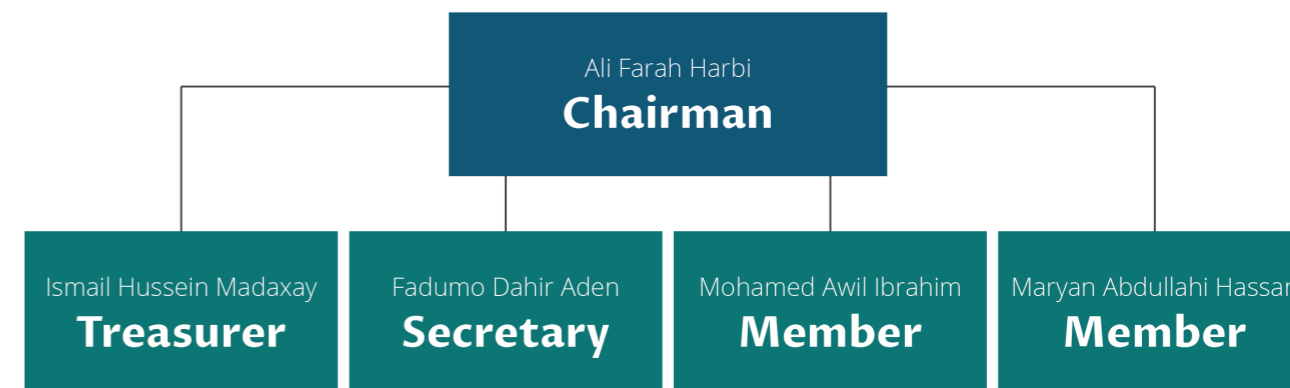 Ali Farah Harbi
Chairman
Ismail Hussein Madaxay
Treasurer
Fadumo Dahir Aden
Secretary
Mohamed Awil Ibrahim
Member
Maryan Abdullahi Hassan
Member